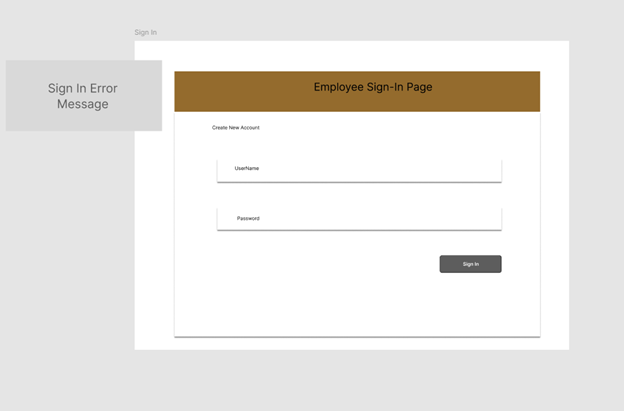 Sign In
Sign In Error
Message
Employee Sign-In Page
Create New Account
UserName
Password
Sign In